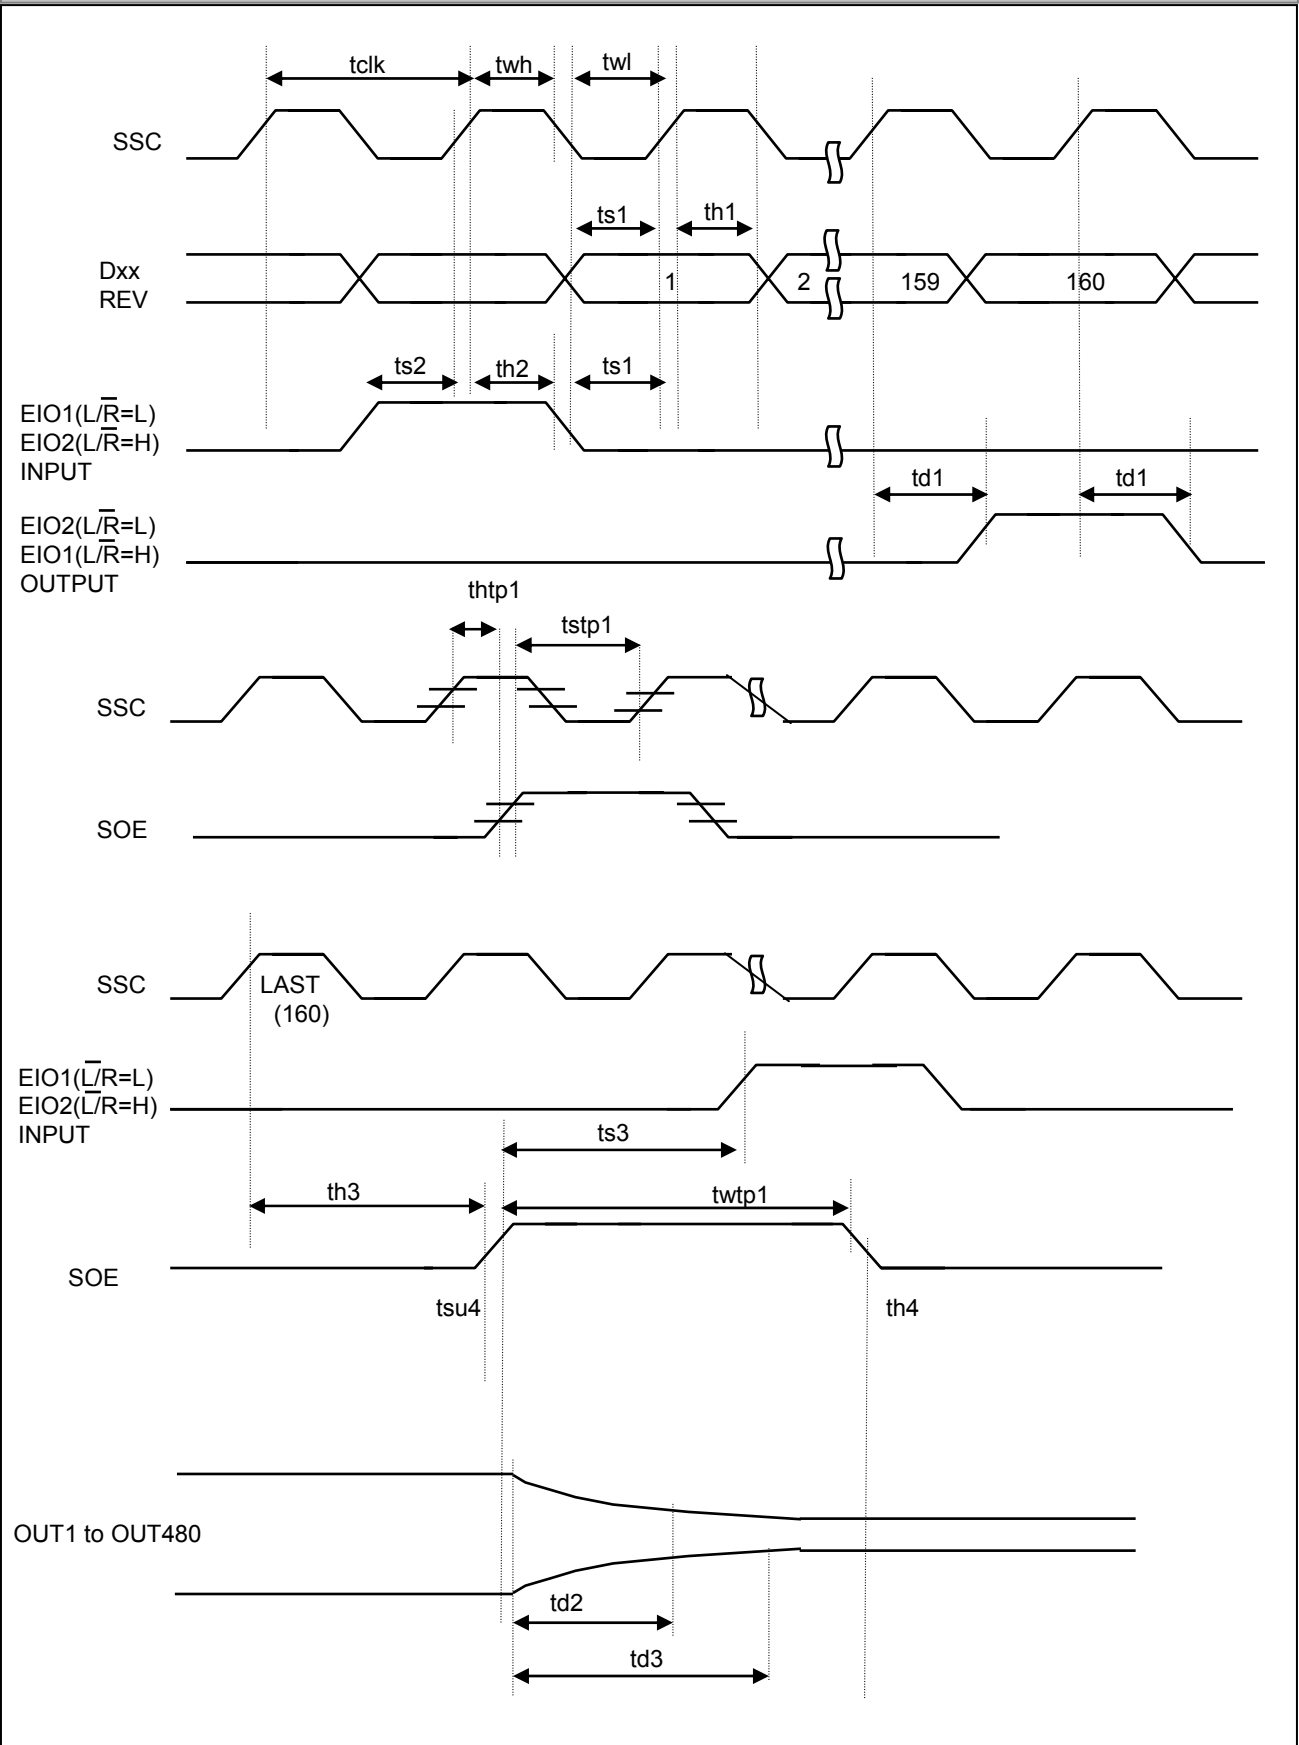 tclk twh twl
SSC
ts1 th1
Dxx 1 2 159 160
REV
ts2 th2 ts1
EIO1(L/R̅=L)
EIO2(L/R̅=H)
INPUT
td1 td1
EIO2(L/R̅=L)
EIO1(L/R̅=H)
OUTPUT
thtp1
tstp1
SSC
SOE
SSC LAST
(160)
EIO1(L̅/R=L)
EIO2(L̅/R=H)
INPUT
ts3
th3 twtp1
SOE
tsu4 th4
OUT1 to OUT480
td2
td3